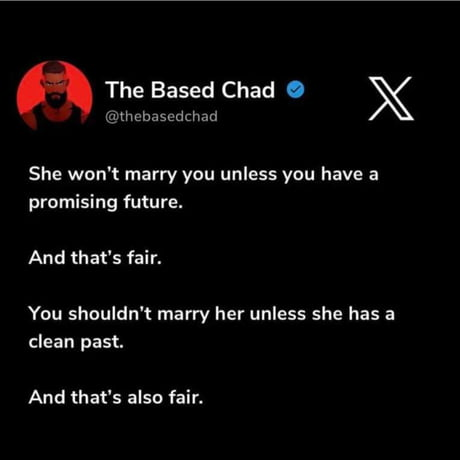 The Based Chad
@thebasedchad
She won’t marry you unless you have a
promising future.
And that’s fair.
You shouldn’t marry her unless she has a
clean past.
And that’s also fair.